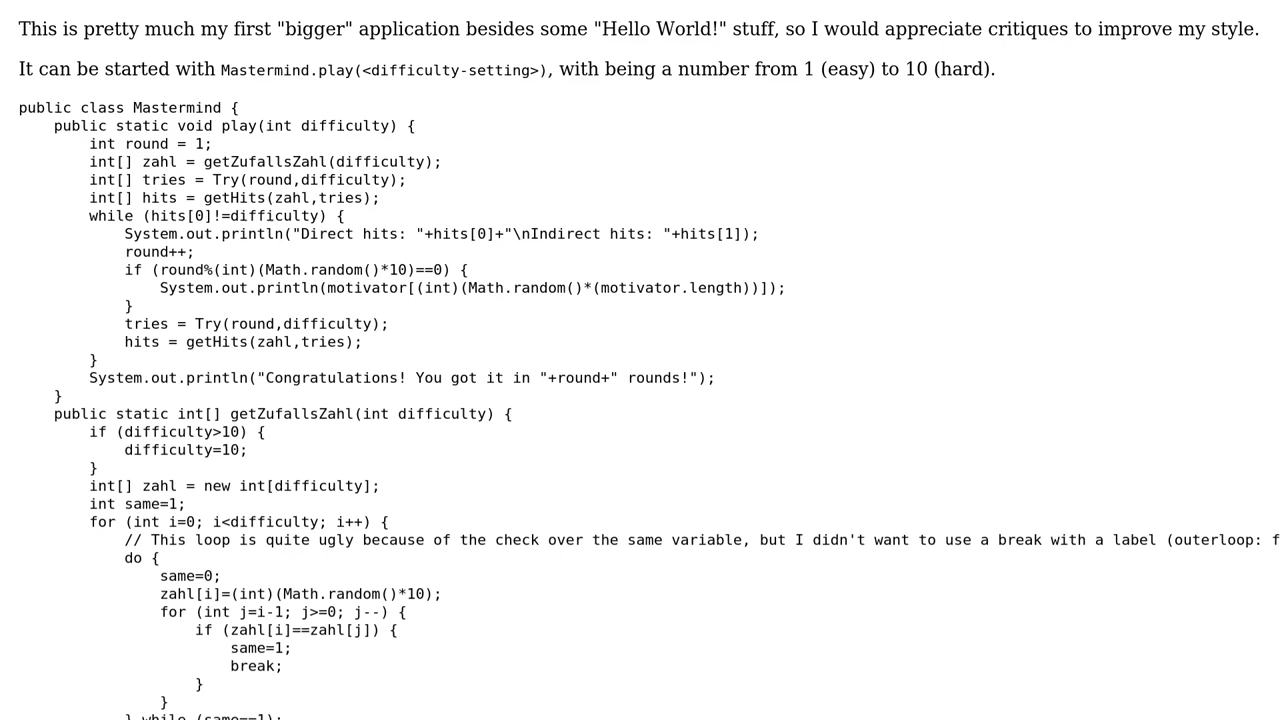 This is pretty much my first "bigger" application besides some "Hello World!" stuff, so I would appreciate critiques to improve my style.
It can be started with Mastermind.play(<difficulty-setting>), with being a number from 1 (easy) to 10 (hard).
public class Mastermind {
    public static void play(int difficulty) {
        int round = 1;
        int[] zahl = getZufallsZahl(difficulty);
        int[] tries = Try(round,difficulty);
        int[] hits = getHits(zahl,tries);
        while (hits[0]!=difficulty) {
            System.out.println("Direct hits: "+hits[0]+"\nIndirect hits: "+hits[1]);
            round++;
            if (round%(int)(Math.random()*10)==0) {
                System.out.println(motivator[(int)(Math.random()*(motivator.length))]);
            }
            tries = Try(round,difficulty);
            hits = getHits(zahl,tries);
        }
        System.out.println("Congratulations! You got it in "+round+" rounds!");
    }
    public static int[] getZufallsZahl(int difficulty) {
        if (difficulty>10) {
            difficulty=10;
        }
        int[] zahl = new int[difficulty];
        int same=1;
        for (int i=0; i<difficulty; i++) {
            // This loop is quite ugly because of the check over the same variable, but I didn't want to use a break with a label (outerloop: f
            do {
                same=0;
                zahl[i]=(int)(Math.random()*10);
                for (int j=i-1; j>=0; j--) {
                    if (zahl[i]==zahl[j]) {
                        same=1;
                        break;
                    }
                }
            } while (same==1);